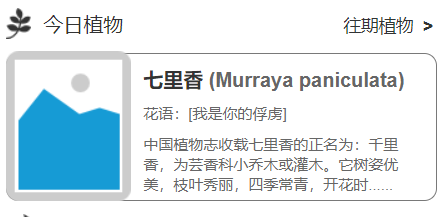 今日植物
往期植物 >
七里香 (Murraya paniculata)
花语：[我是你的俘虏]
中国植物志收载七里香的正名为：千里
香，为芸香科小乔木或灌木。它树姿优
美，枝叶秀丽，四季常青，开花时......